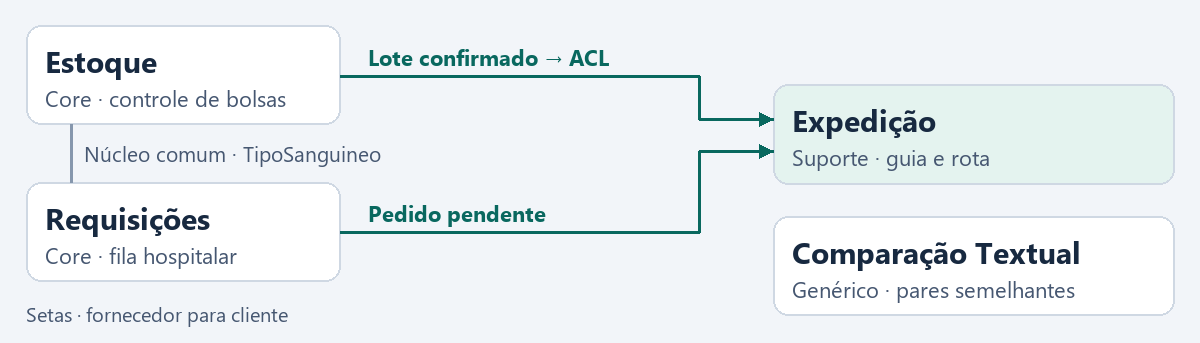 Estoque
Core · controle de bolsas
Lote confirmado → ACL
Núcleo comum · TipoSanguineo
Requisições
Core · fila hospitalar
Pedido pendente
Expedição
Suporte · guia e rota
Comparação Textual
Genérico · pares semelhantes
Setas · fornecedor para cliente